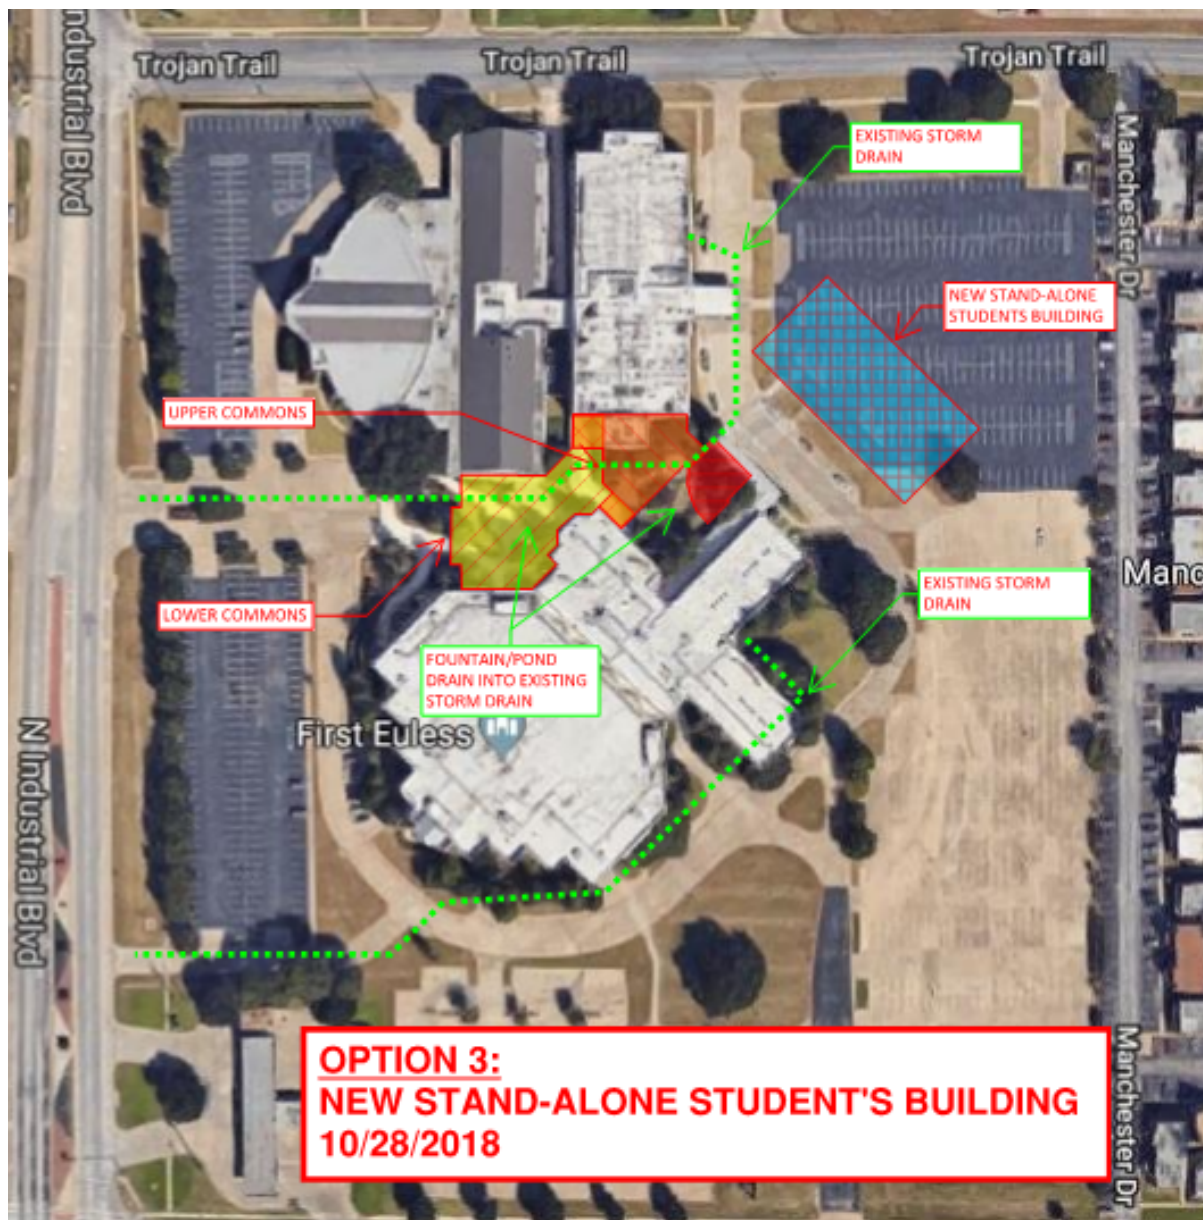 Trojan Trail
Trojan Trail
Trojan Trail
ndustrial Blvd
Manchester Dr
EXISTING STORM
DRAIN
NEW STAND-ALONE
STUDENTS BUILDING
UPPER COMMONS
EXISTING STORM
DRAIN
Manc
LOWER COMMONS
FOUNTAIN/POND
DRAIN INTO EXISTING
STORM DRAIN
First Euless
N Industrial Blvd
OPTION 3:
NEW STAND-ALONE STUDENT'S BUILDING
10/28/2018
Manchester Dr